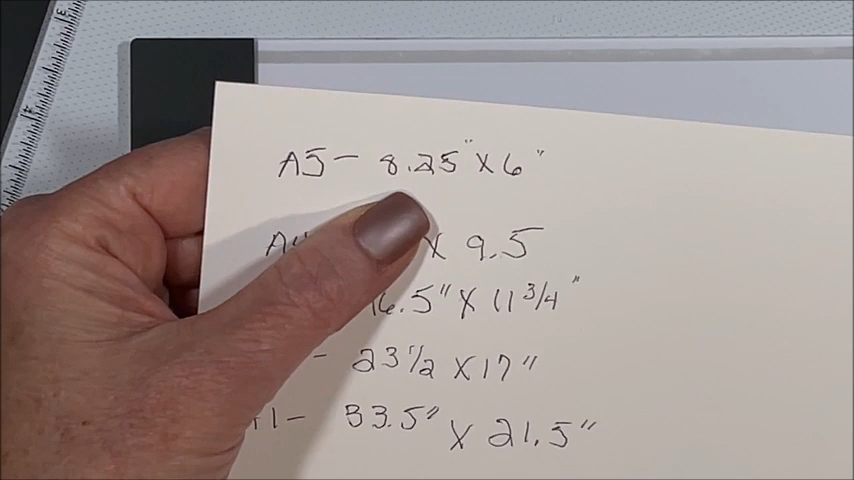 A5 — 8.25" X 6"
X 9.5
16.5" X 11 3/4"
- 23 1/2 X 17"
33.5" X 21.5"